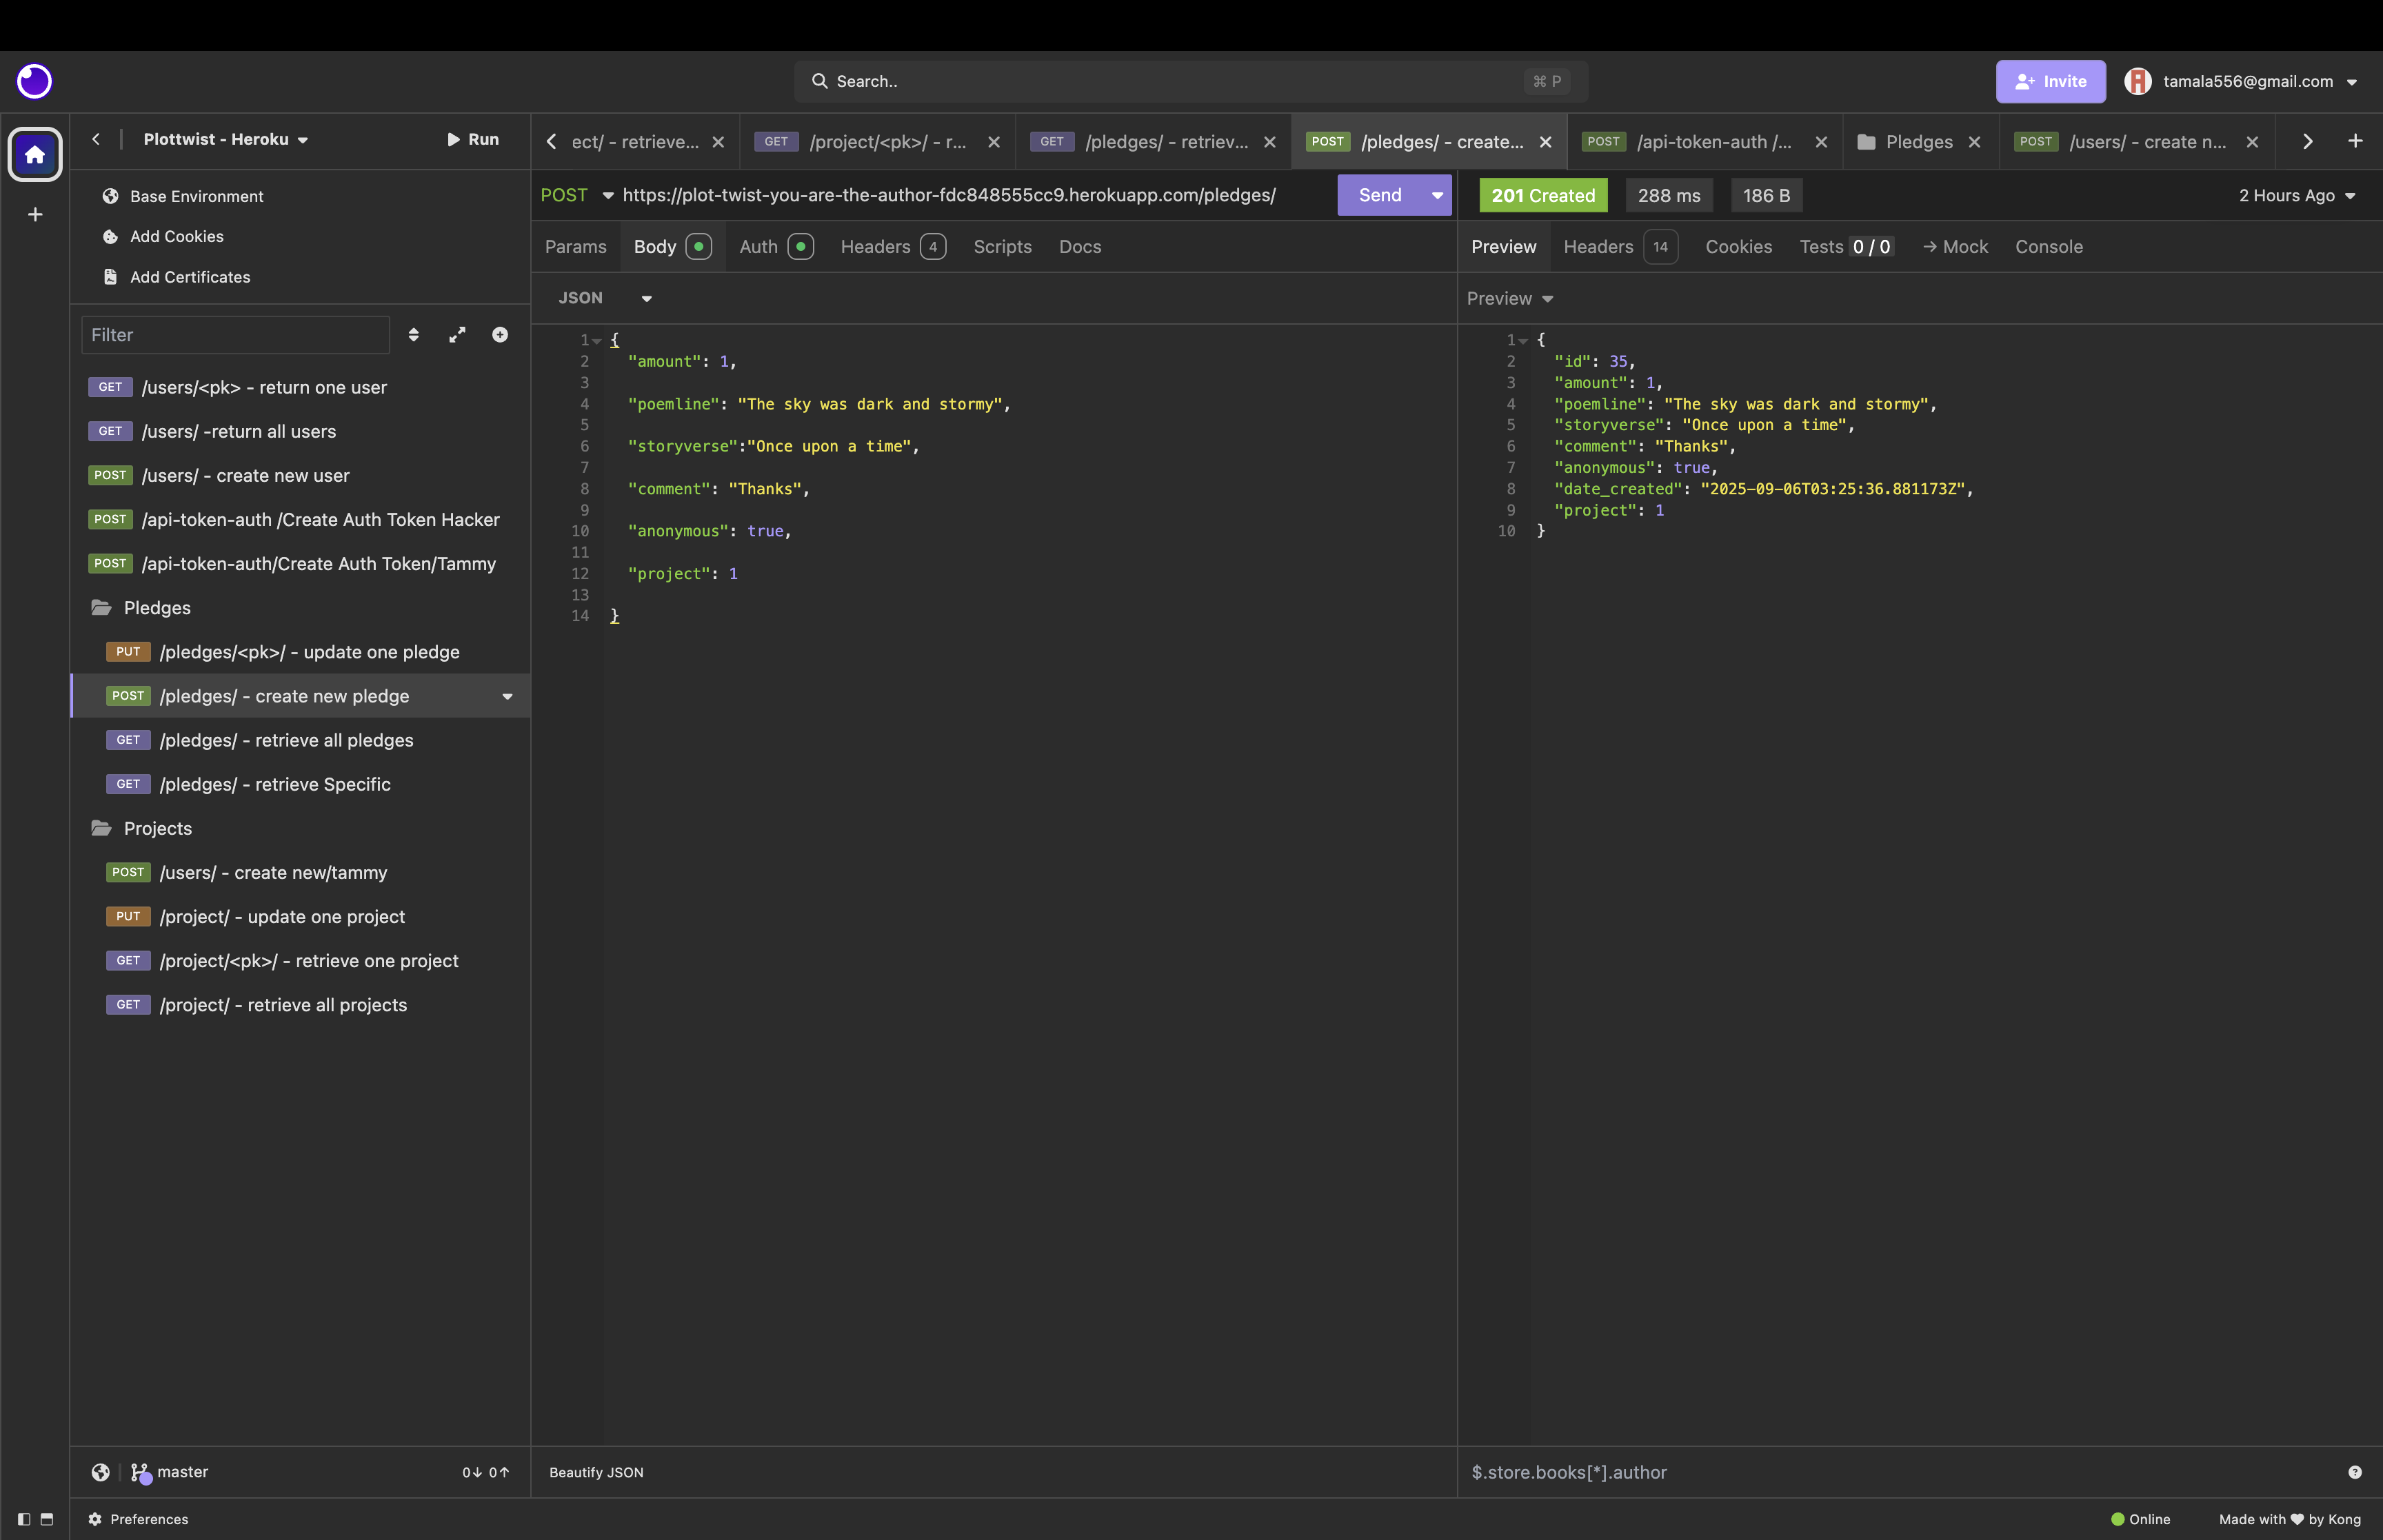 Search..
⌘ P
Invite
tamala556@gmail.com
Plottwist - Heroku
Run
Base Environment
Add Cookies
Add Certificates
Filter
GET /users/<pk> - return one user
GET /users/ -return all users
POST /users/ - create new user
POST /api-token-auth /Create Auth Token Hacker
POST /api-token-auth/Create Auth Token/Tammy
Pledges
PUT /pledges/<pk>/ - update one pledge
POST /pledges/ - create new pledge
GET /pledges/ - retrieve all pledges
GET /pledges/ - retrieve Specific
Projects
POST /users/ - create new/tammy
PUT /project/ - update one project
GET /project/<pk>/ - retrieve one project
GET /project/ - retrieve all projects
master
0↓ 0↑
ect/ - retrieve...
GET /project/<pk>/ - r...
GET /pledges/ - retriev...
POST /pledges/ - create...
POST /api-token-auth /...
Pledges
POST /users/ - create n...
POST https://plot-twist-you-are-the-author-fdc848555cc9.herokuapp.com/pledges/
Send
Params
Body
Auth
Headers 4
Scripts
Docs
JSON
1 {
2 "amount": 1,
3
4 "poemline": "The sky was dark and stormy",
5
6 "storyverse":"Once upon a time",
7
8 "comment": "Thanks",
9
10 "anonymous": true,
11
12 "project": 1
13
14 }
Beautify JSON
201 Created
288 ms
186 B
2 Hours Ago
Preview
Headers 14
Cookies
Tests 0 / 0
→ Mock
Console
Preview
1 {
2 "id": 35,
3 "amount": 1,
4 "poemline": "The sky was dark and stormy",
5 "storyverse": "Once upon a time",
6 "comment": "Thanks",
7 "anonymous": true,
8 "date_created": "2025-09-06T03:25:36.881173Z",
9 "project": 1
10 }
$.store.books[*].author
Preferences
Online
Made with ♥ by Kong